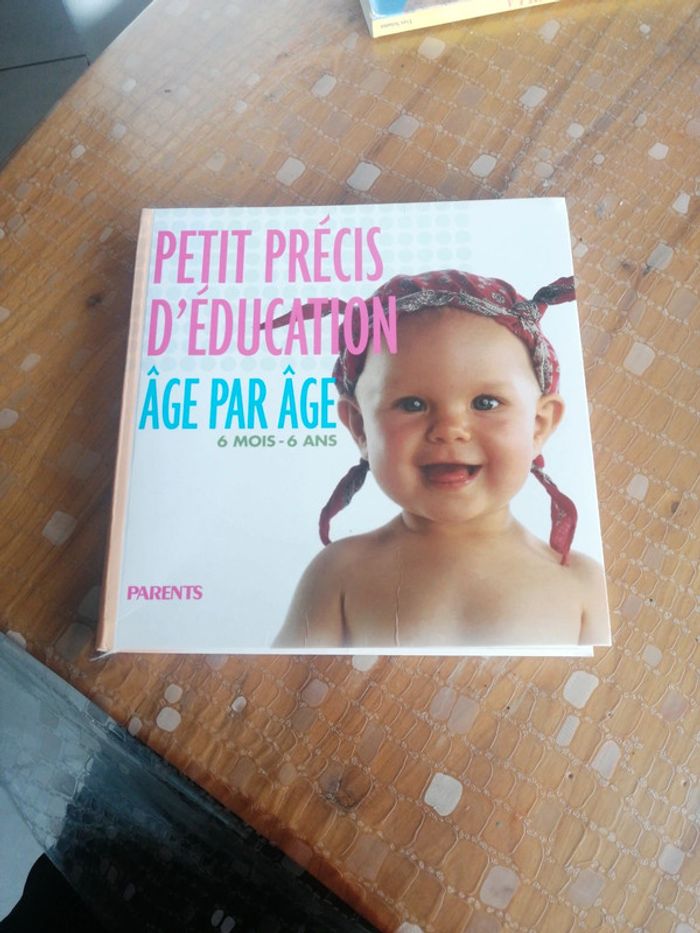 PETIT PRÉCIS
D'ÉDUCATION
ÂGE PAR ÂGE
6 MOIS - 6 ANS
PARENTS